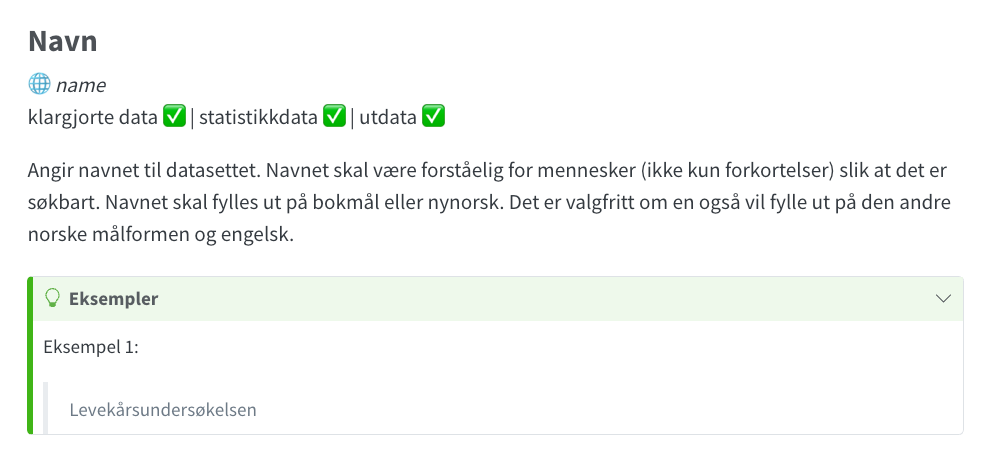 Navn
🌐 name
klargjorte data ✅ | statistikkdata ✅ | utdata ✅
Angir navnet til datasettet. Navnet skal være forståelig for mennesker (ikke kun forkortelser) slik at det er
søkbart. Navnet skal fylles ut på bokmål eller nynorsk. Det er valgfritt om en også vil fylle ut på den andre
norske målformen og engelsk.
Eksempler
Eksempel 1:
Levekårsundersøkelsen